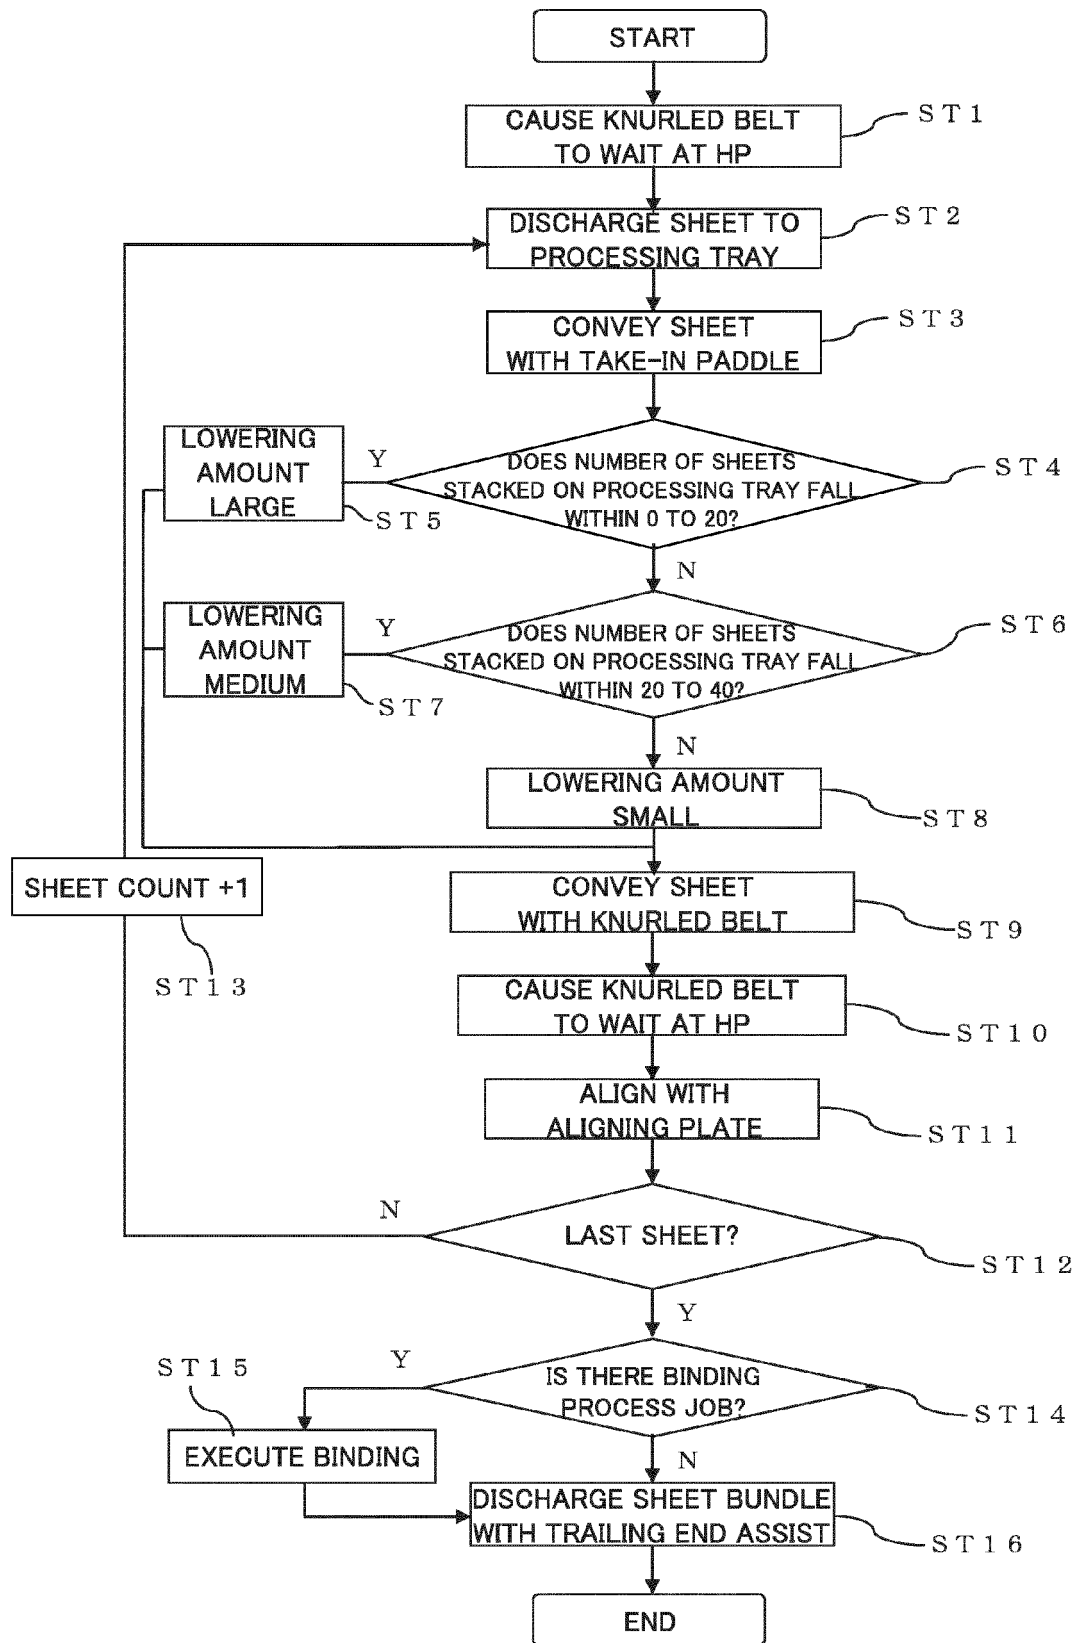 START
CAUSE KNURLED BELT
TO WAIT AT HP
ST1
DISCHARGE SHEET TO
PROCESSING TRAY
ST2
CONVEY SHEET
WITH TAKE-IN PADDLE
ST3
LOWERING
AMOUNT
LARGE
ST5
Y
DOES NUMBER OF SHEETS
STACKED ON PROCESSING TRAY FALL
WITHIN 0 TO 20?
ST4
N
LOWERING
AMOUNT
MEDIUM
ST7
Y
DOES NUMBER OF SHEETS
STACKED ON PROCESSING TRAY FALL
WITHIN 20 TO 40?
ST6
N
LOWERING AMOUNT
SMALL
ST8
SHEET COUNT +1
ST13
CONVEY SHEET
WITH KNURLED BELT
ST9
CAUSE KNURLED BELT
TO WAIT AT HP
ST10
ALIGN WITH
ALIGNING PLATE
ST11
N
LAST SHEET?
ST12
Y
ST15
Y
IS THERE BINDING
PROCESS JOB?
ST14
EXECUTE BINDING
N
DISCHARGE SHEET BUNDLE
WITH TRAILING END ASSIST
ST16
END